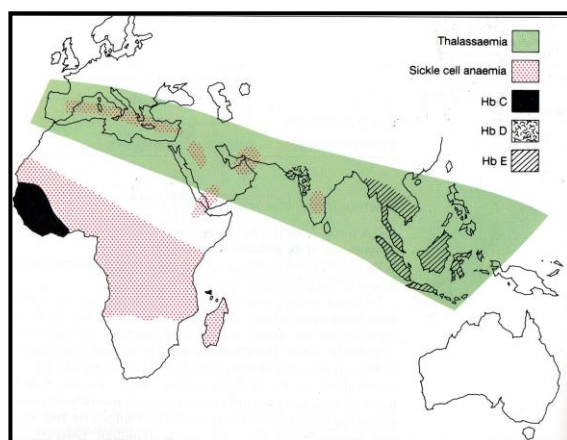 Thalassaemia
Sickle cell anaemia
Hb C
Hb D
Hb E